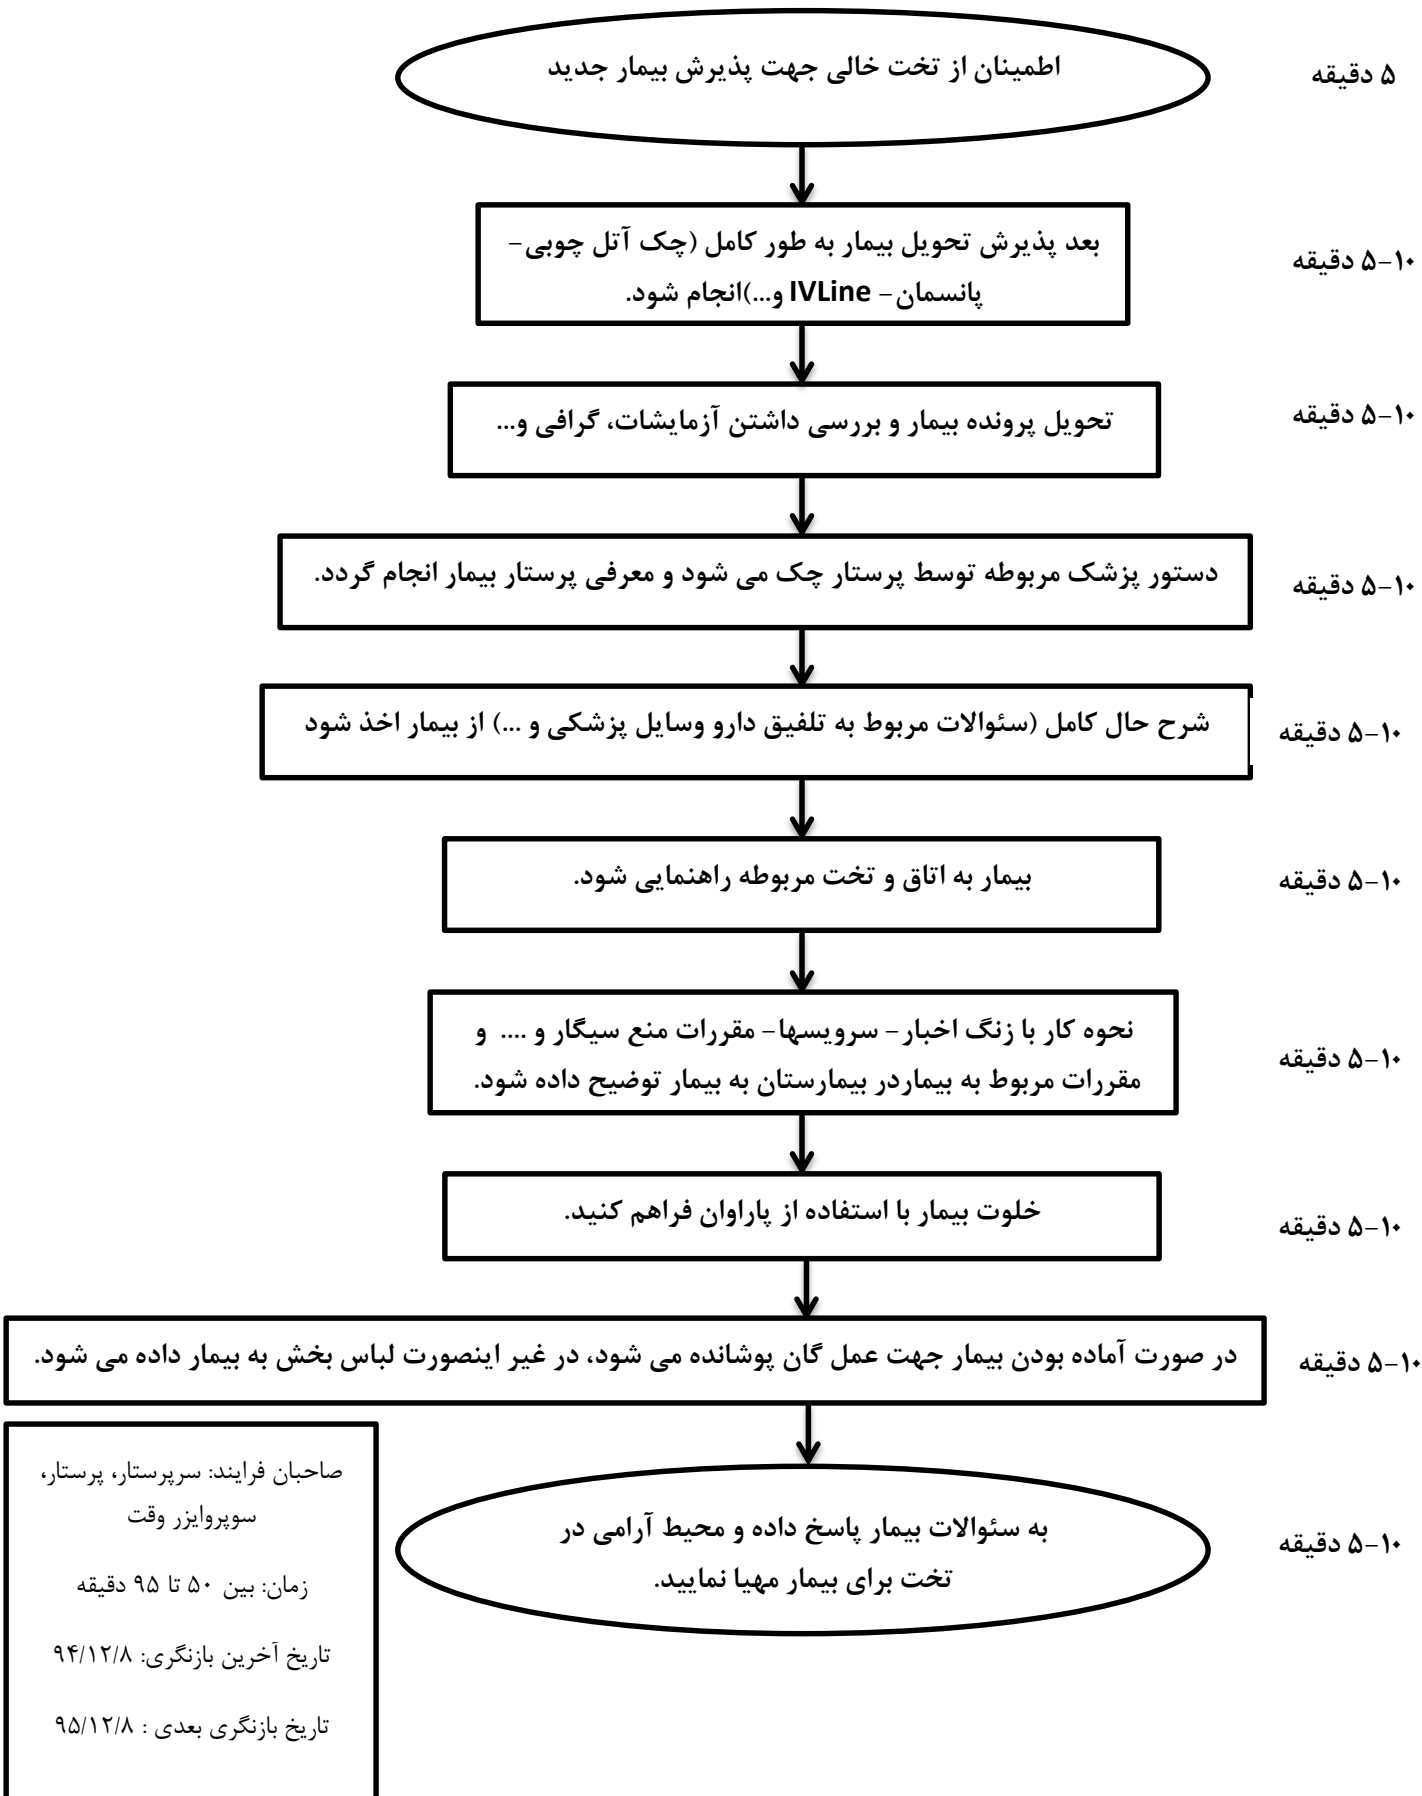 اطمینان از تخت خالی جهت پذیرش بیمار جدید
۵ دقیقه
بعد پذیرش تحویل بیمار به طور کامل (چک آتل چوبی-
پانسمان- IVLine و...)انجام شود.
۵-۱۰ دقیقه
تحویل پرونده بیمار و بررسی داشتن آزمایشات، گرافی و...
۵-۱۰ دقیقه
دستور پزشک مربوطه توسط پرستار چک می شود و معرفی پرستار بیمار انجام گردد.
۵-۱۰ دقیقه
شرح حال کامل (سئوالات مربوط به تلفیق دارو وسایل پزشکی و ...) از بیمار اخذ شود
۵-۱۰ دقیقه
بیمار به اتاق و تخت مربوطه راهنمایی شود.
۵-۱۰ دقیقه
نحوه کار با زنگ اخبار- سرویسها- مقررات منع سیگار و .... و
مقررات مربوط به بیماردر بیمارستان به بیمار توضیح داده شود.
۵-۱۰ دقیقه
خلوت بیمار با استفاده از پاراوان فراهم کنید.
۵-۱۰ دقیقه
در صورت آماده بودن بیمار جهت عمل گان پوشانده می شود، در غیر اینصورت لباس بخش به بیمار داده می شود.
۵-۱۰ دقیقه
به سئوالات بیمار پاسخ داده و محیط آرامی در
تخت برای بیمار مهیا نمایید.
۵-۱۰ دقیقه
صاحبان فرایند: سرپرستار، پرستار،
سوپروایزر وقت
زمان: بین ۵۰ تا ۹۵ دقیقه
تاریخ آخرین بازنگری: ۹۴/۱۲/۸
تاریخ بازنگری بعدی : ۹۵/۱۲/۸